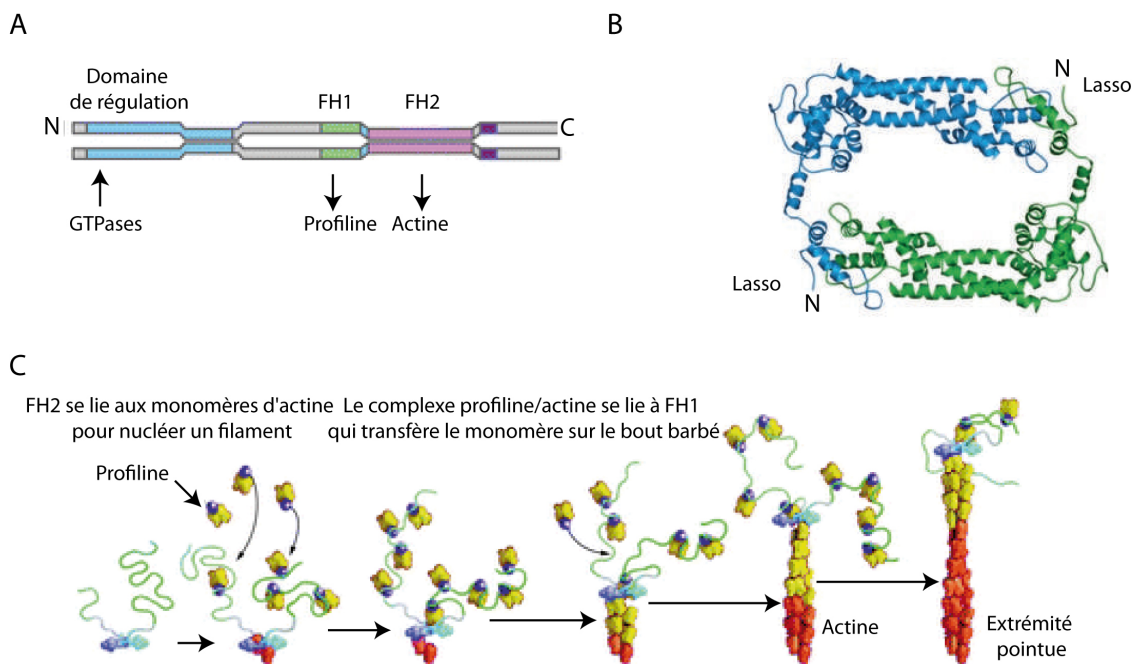 A
Domaine
de régulation
FH1
FH2
N
C
GTPases
Profiline
Actine
B
N
Lasso
Lasso
N
C
FH2 se lie aux monomères d'actine
pour nucléer un filament
Le complexe profiline/actine se lie à FH1
qui transfère le monomère sur le bout barbé
Profiline
Actine
Extrémité
pointue